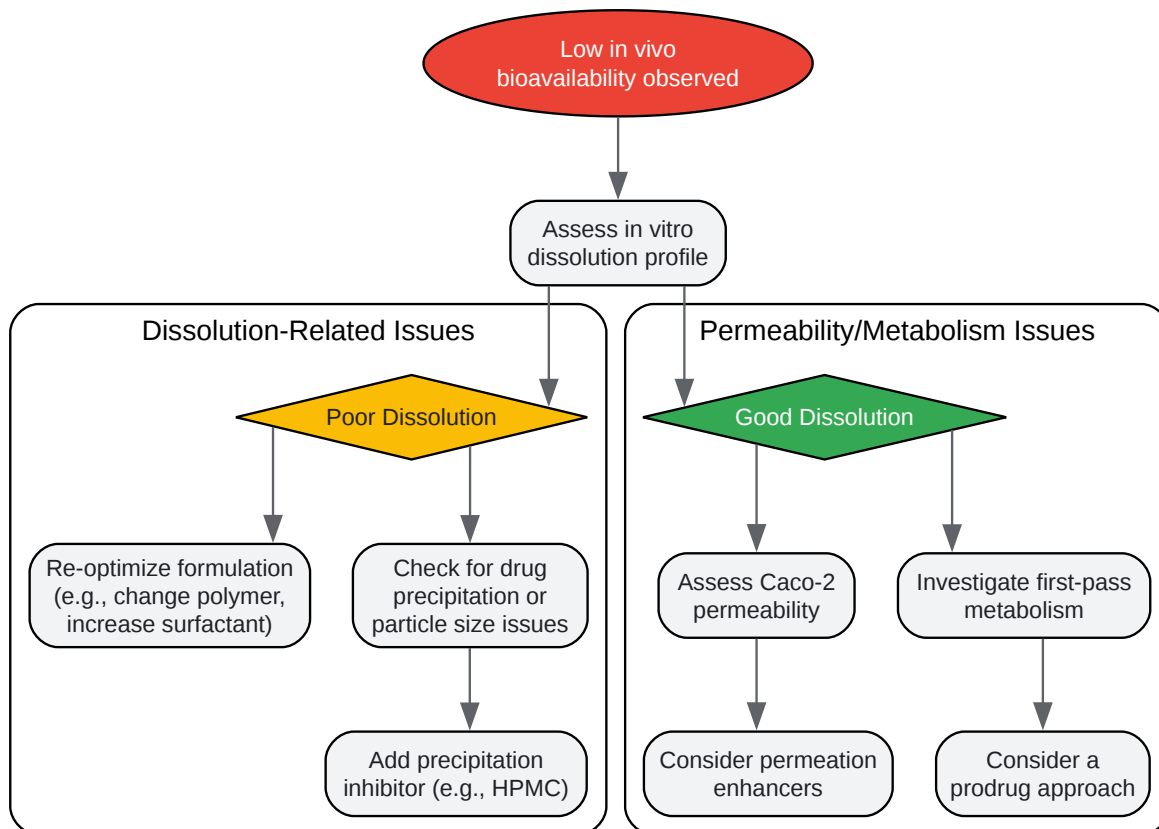 Low in vivo
bioavailability observed
Assess in vitro
dissolution profile
Dissolution-Related Issues
Poor Dissolution
Re-optimize formulation
(e.g., change polymer,
increase surfactant)
Check for drug
precipitation or
particle size issues
Add precipitation
inhibitor (e.g., HPMC)
Permeability/Metabolism Issues
Good Dissolution
Assess Caco-2
permeability
Investigate first-pass
metabolism
Consider permeation
enhancers
Consider a
prodrug approach